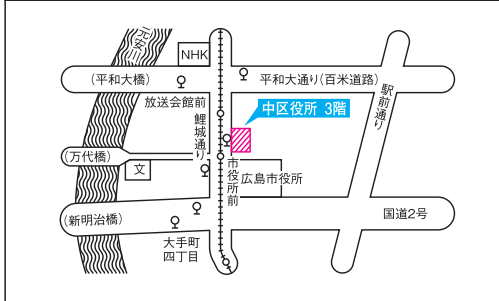 元安川
NHK
(平和大橋)
平和大通り(百米道路)
放送会館前
中区役所 3階
鯉城通り
駅前通り
(万代橋)
文
市役所前
広島市役所
(新明治橋)
国道2号
大手町
四丁目